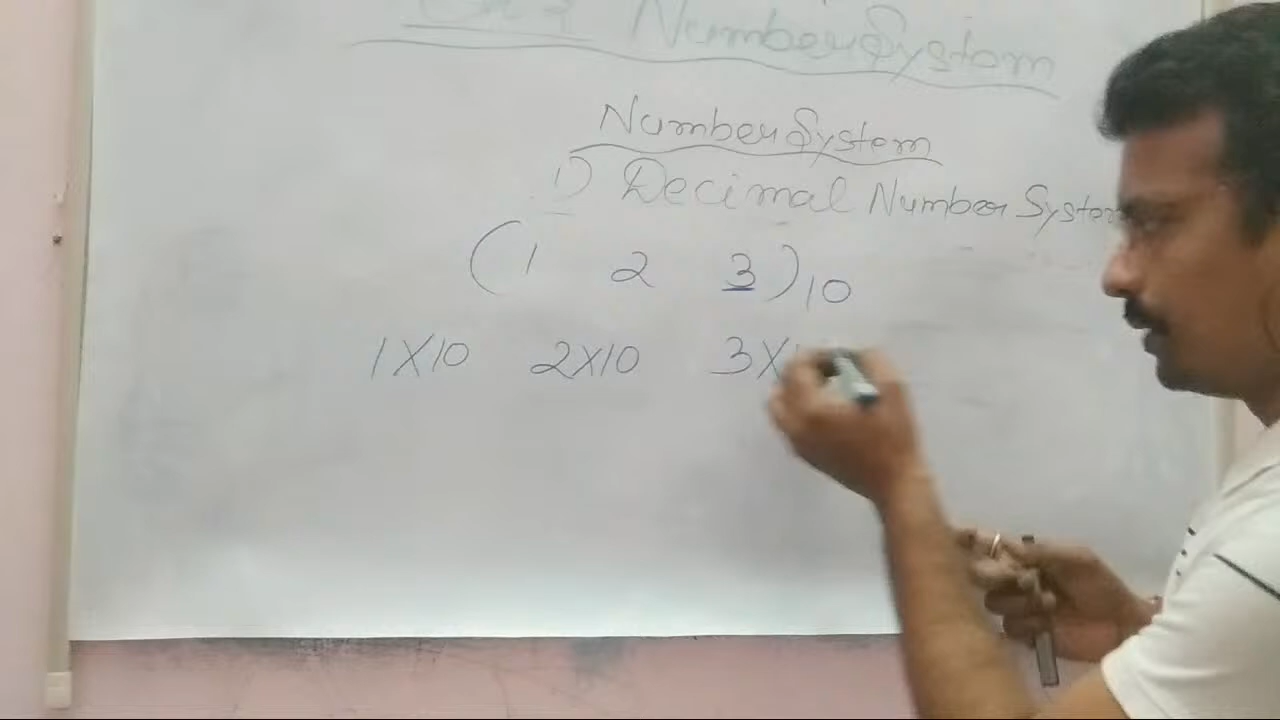 Number System
Number System
1) Decimal Number System
(1 2 3)10
1X10 2X10 3X